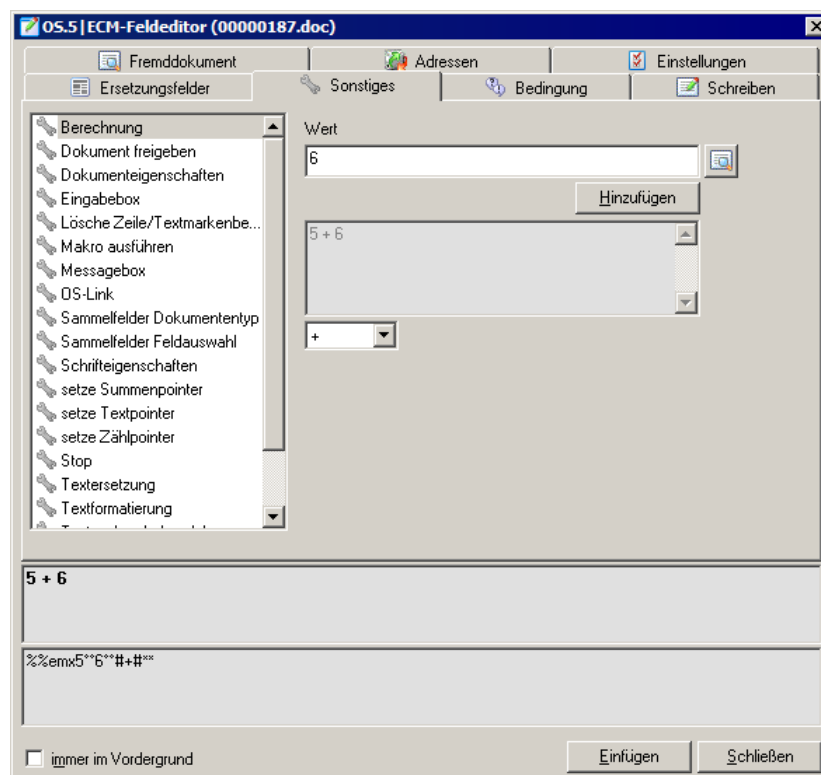 OS.5|ECM-Feldeditor (00000187.doc)
Fremddokument
Adressen
Einstellungen
Ersetzungsfelder
Sonstiges
Bedingung
Schreiben
Berechnung
Dokument freigeben
Dokumenteigenschaften
Eingabebox
Lösche Zeile/Textmarkenbe...
Makro ausführen
Messagebox
OS-Link
Sammelfelder Dokumententyp
Sammelfelder Feldauswahl
Schrifteigenschaften
setze Summenpointer
setze Textpointer
setze Zählpointer
Stop
Textersetzung
Textformatierung
Wert
6
Hinzufügen
5 + 6
+
5 + 6
%%emx5°°6°°#+#××
immer im Vordergrund
Einfügen
Schließen